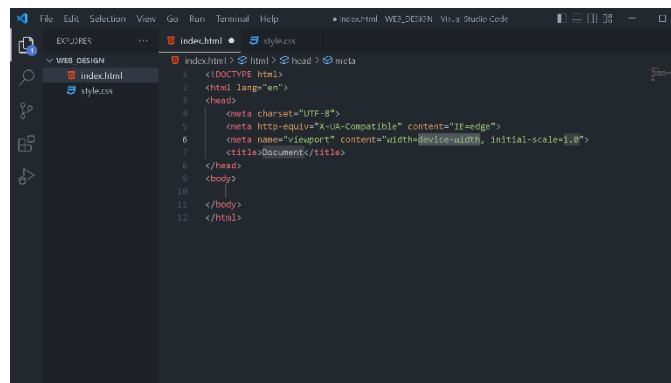 File Edit Selection View Go Run Terminal Help
index.html WEB_DESIGN Visual Studio Code
EXPLORER ...
index.html
style.css
WEB_DESIGN
index.html
style.css
index.html > html > head > meta
1 <!DOCTYPE html>
2 <html lang="en">
3 <head>
4 <meta charset="UTF-8">
5 <meta http-equiv="X-UA-Compatible" content="IE=edge">
6 <meta name="viewport" content="width=device-width, initial-scale=1.0">
7 <title>Document</title>
8 </head>
9 <body>
10
11 </body>
12 </html>